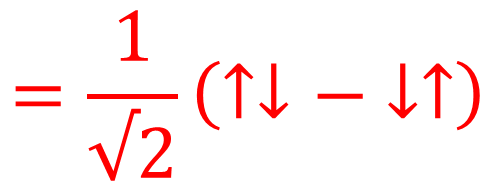 = 1/√2 (↑↓ − ↓↑)